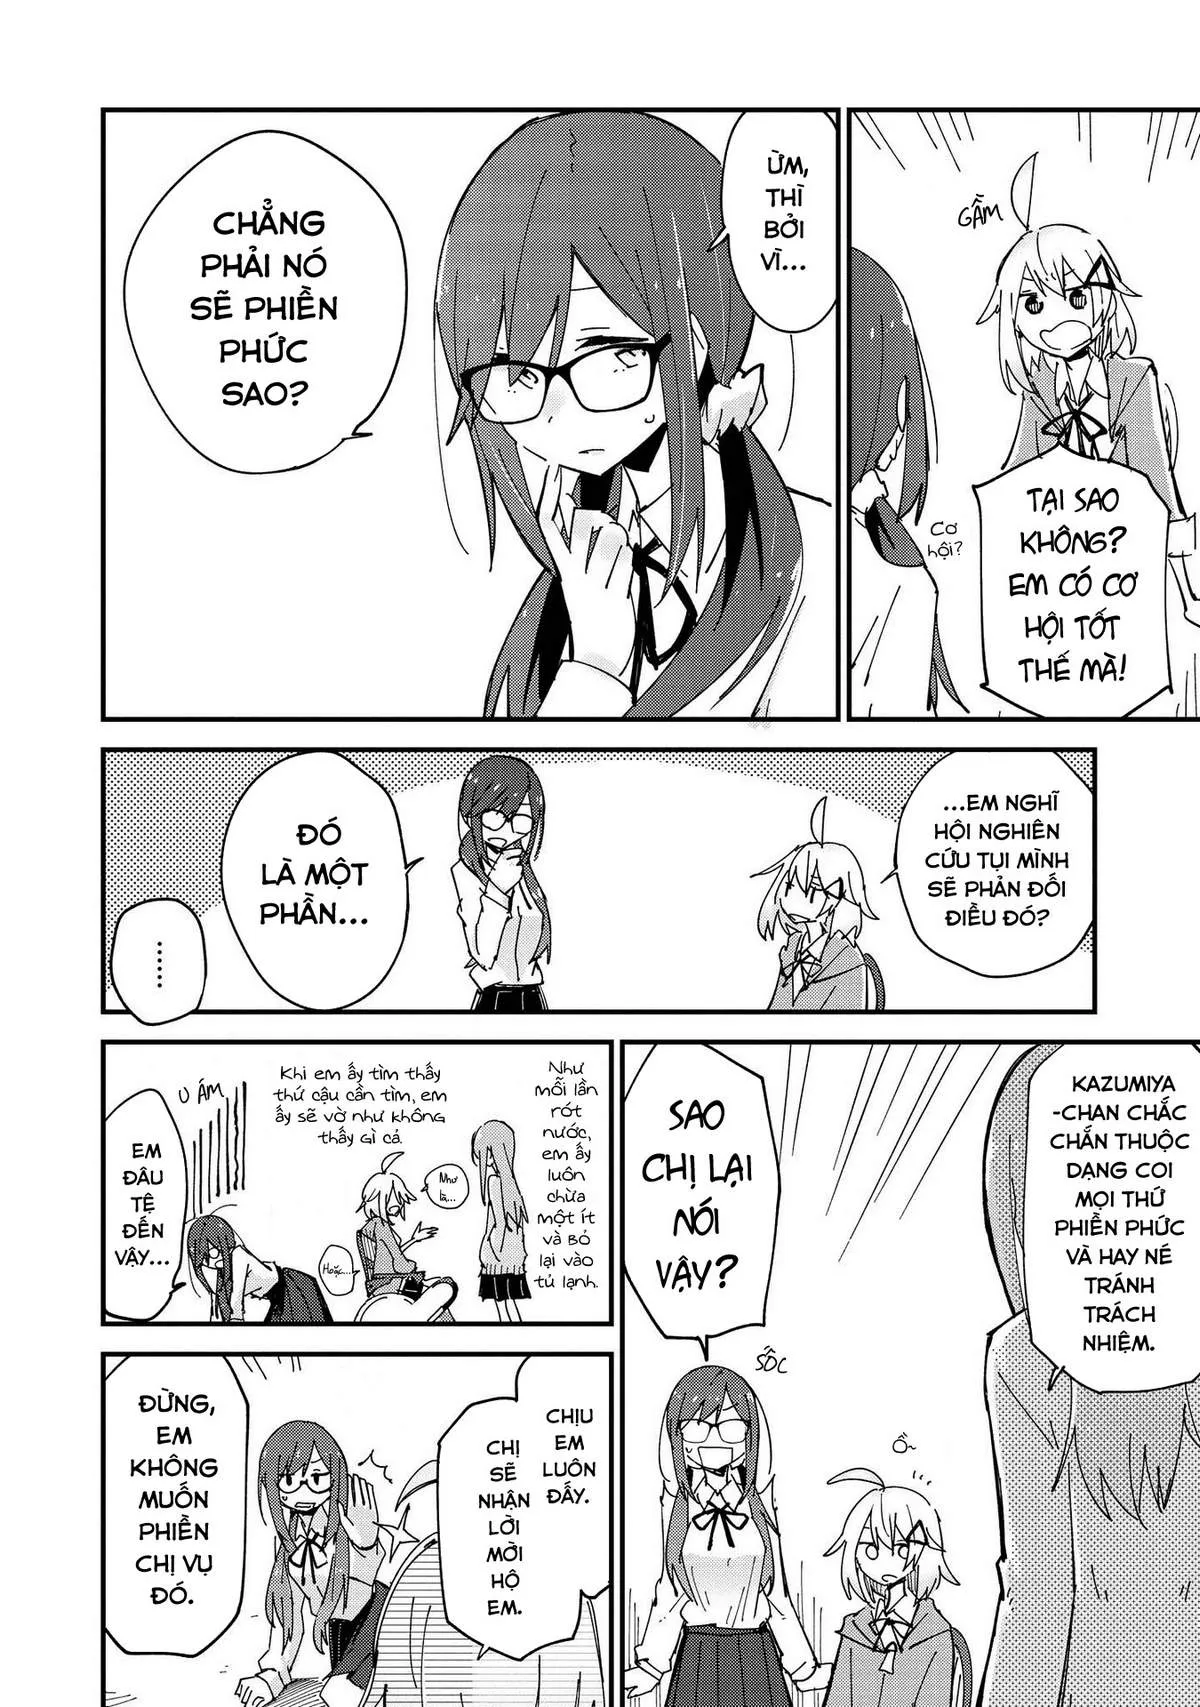 GẦM
TẠI SAO
KHÔNG?
EM CÓ CƠ
HỘI TỐT
THẾ MÀ!
Cơ
hội?
ỪM,
THÌ
BỞI
VÌ...
CHẲNG
PHẢI NÓ
SẼ PHIỀN
PHỨC
SAO?
...EM NGHĨ
HỘI NGHIÊN
CỨU TỤI MÌNH
SẼ PHẢN ĐỐI
ĐIỀU ĐÓ?
ĐÓ
LÀ MỘT
PHẦN...
......
KAZUMIYA
-CHAN CHẮC
CHẮN THUỘC
DẠNG COI
MỌI THỨ
PHIỀN PHỨC
VÀ HAY NÉ
TRÁNH
TRÁCH
NHIỆM.
SAO
CHỊ LẠI
NÓI
VẬY?
SỐC
Ồ~
Như
mỗi lần
rót
nước,
em ấy
luôn
chừa
một ít
và bỏ
lại vào
tủ lạnh.
Như
là...
Khi em ấy tìm thấy
thứ cậu cần tìm, em
ấy sẽ vờ như không
thấy gì cả.
Hoặc...
U ÁM
EM
ĐÂU
TỆ
ĐẾN
VẬY...
CHỊU
EM
LUÔN
ĐẤY.
CHỊ
SẼ
NHẬN
LỜI
MỜI
HỘ
EM.
ĐỪNG,
EM
KHÔNG
MUỐN
PHIỀN
CHỊ VỤ
ĐÓ.